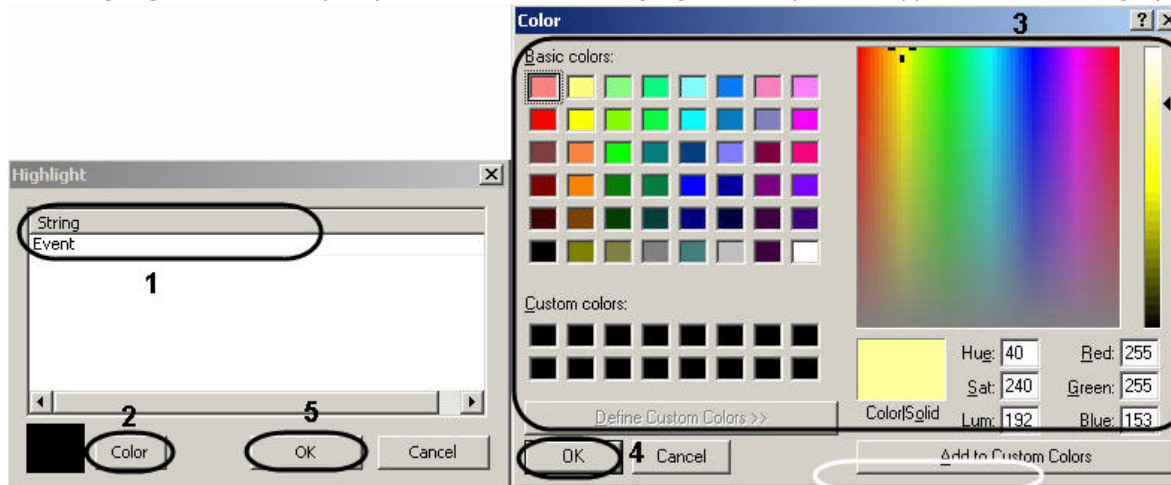 Color
3
Basic colors:
Highlight
String
Event
1
Custom colors:
Hue: 40
Red: 255
Sat: 240
Green: 255
Color|Solid
Lum: 192
Blue: 153
Define Custom Colors >>
2
5
Color
OK
Cancel
OK
4
Cancel
Add to Custom Colors